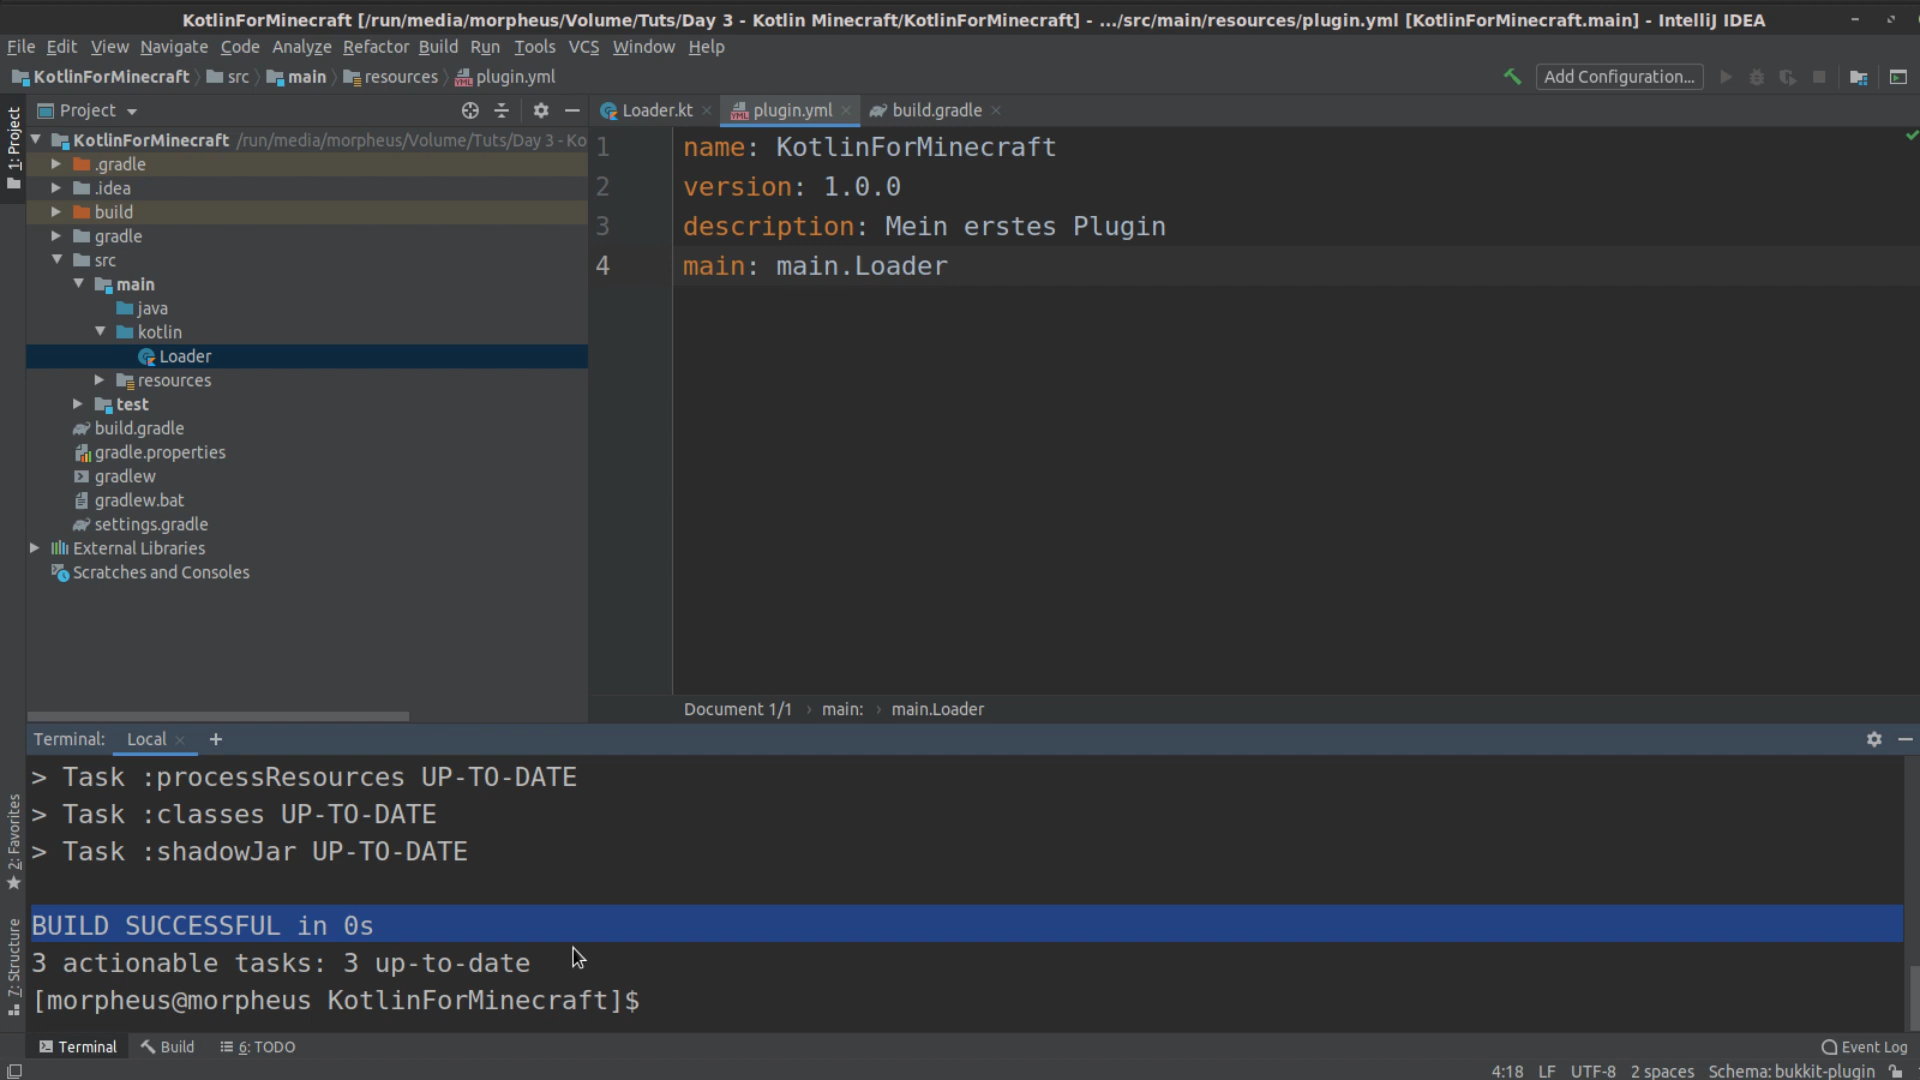 KotlinForMinecraft [/run/media/morpheus/Volume/Tuts/Day 3 - Kotlin Minecraft/KotlinForMinecraft] - .../src/main/resources/plugin.yml [KotlinForMinecraft.main] - IntelliJ IDEA
File Edit View Navigate Code Analyze Refactor Build Run Tools VCS Window Help
KotlinForMinecraft src main resources plugin.yml Add Configuration...
Project Loader.kt plugin.yml build.gradle
1: Project
KotlinForMinecraft /run/media/morpheus/Volume/Tuts/Day 3 - Ko
.gradle
.idea
build
gradle
src
main
java
kotlin
Loader
resources
test
build.gradle
gradle.properties
gradlew
gradlew.bat
settings.gradle
External Libraries
Scratches and Consoles
1 name: KotlinForMinecraft
2 version: 1.0.0
3 description: Mein erstes Plugin
4 main: main.Loader
Document 1/1 › main: › main.Loader
Terminal: Local +
> Task :processResources UP-TO-DATE
> Task :classes UP-TO-DATE
> Task :shadowJar UP-TO-DATE
BUILD SUCCESSFUL in 0s
3 actionable tasks: 3 up-to-date
[morpheus@morpheus KotlinForMinecraft]$
2: Favorites
7: Structure
Terminal Build 6: TODO Event Log
4:18 LF UTF-8 2 spaces Schema: bukkit-plugin